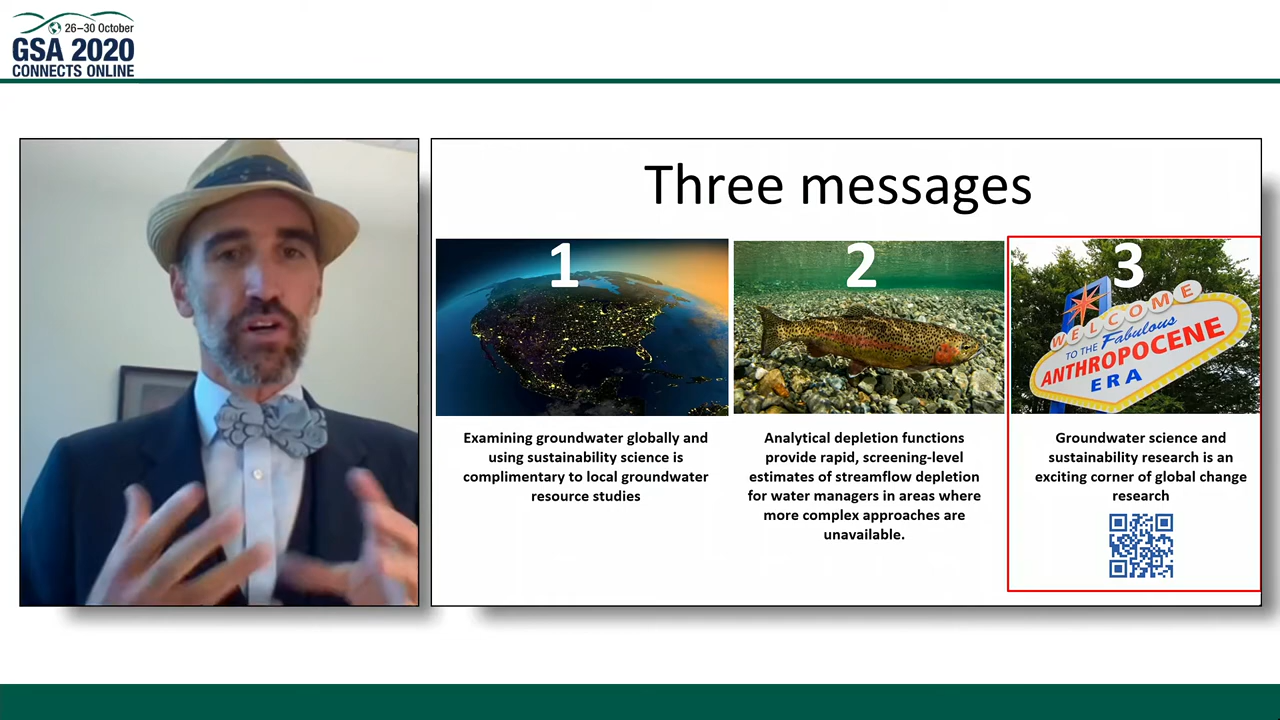 26–30 October
GSA 2020
CONNECTS ONLINE
Three messages
1
2
3
WELCOME
TO THE Fabulous
ANTHROPOCENE
ERA
Examining groundwater globally and
using sustainability science is
complimentary to local groundwater
resource studies
Analytical depletion functions
provide rapid, screening-level
estimates of streamflow depletion
for water managers in areas where
more complex approaches are
unavailable.
Groundwater science and
sustainability research is an
exciting corner of global change
research